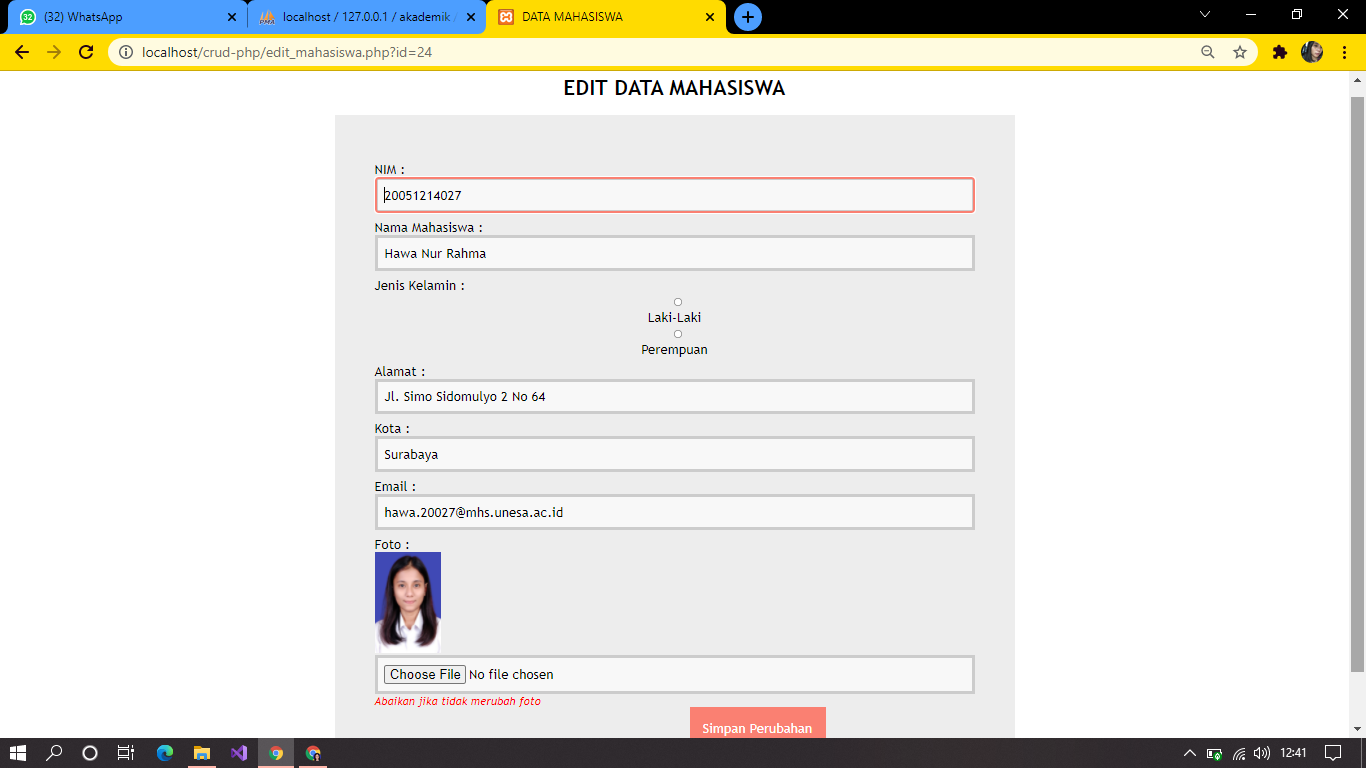 (32) WhatsApp
localhost / 127.0.0.1 / akademik /
DATA MAHASISWA
localhost/crud-php/edit_mahasiswa.php?id=24
EDIT DATA MAHASISWA
NIM :
20051214027
Nama Mahasiswa :
Hawa Nur Rahma
Jenis Kelamin :
Laki-Laki
Perempuan
Alamat :
Jl. Simo Sidomulyo 2 No 64
Kota :
Surabaya
Email :
hawa.20027@mhs.unesa.ac.id
Foto :
Choose File No file chosen
Abaikan jika tidak merubah foto
Simpan Perubahan
12:41